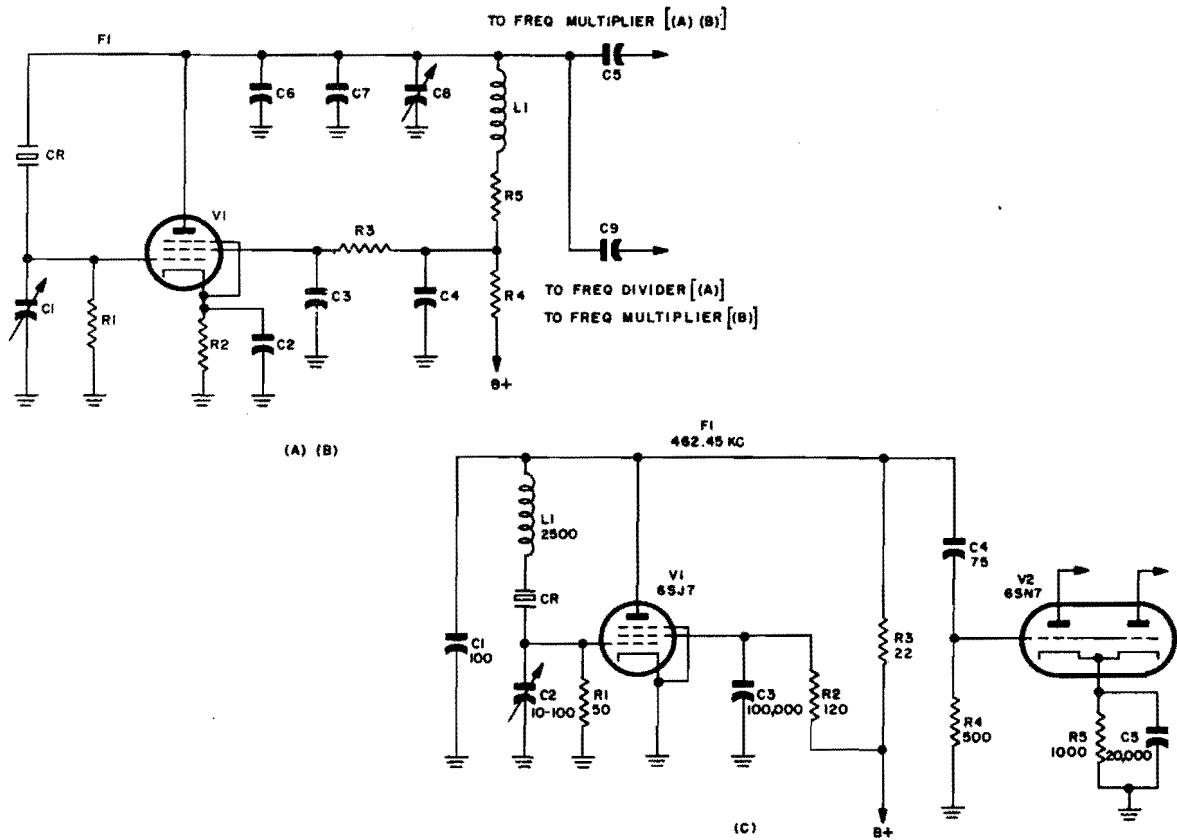 TO FREQ MULTIPLIER [(A) (B)]
F1
C5
C6
C7
C8
L1
CR
R5
V1
R3
C9
C1
R1
C3
C4
R4
TO FREQ DIVIDER [(A)]
TO FREQ MULTIPLIER [(B)]
R2
C2
B+
(A) (B)
F1
462.45 KC
L1
2500
C4
75
V1
6SJ7
V2
6SN7
CR
C1
100
R3
22
C2
10-100
R1
50
C3
100,000
R2
120
R4
500
R5
1000
C5
20,000
B+
(C)